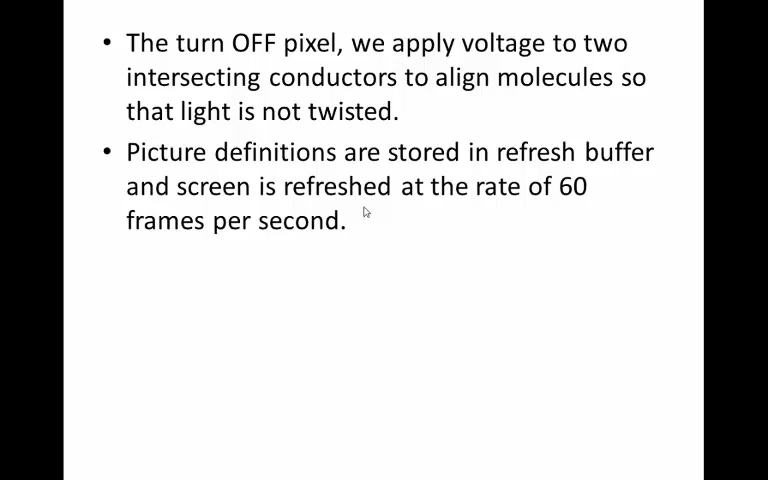 • The turn OFF pixel, we apply voltage to two
intersecting conductors to align molecules so
that light is not twisted.
• Picture definitions are stored in refresh buffer
and screen is refreshed at the rate of 60
frames per second.